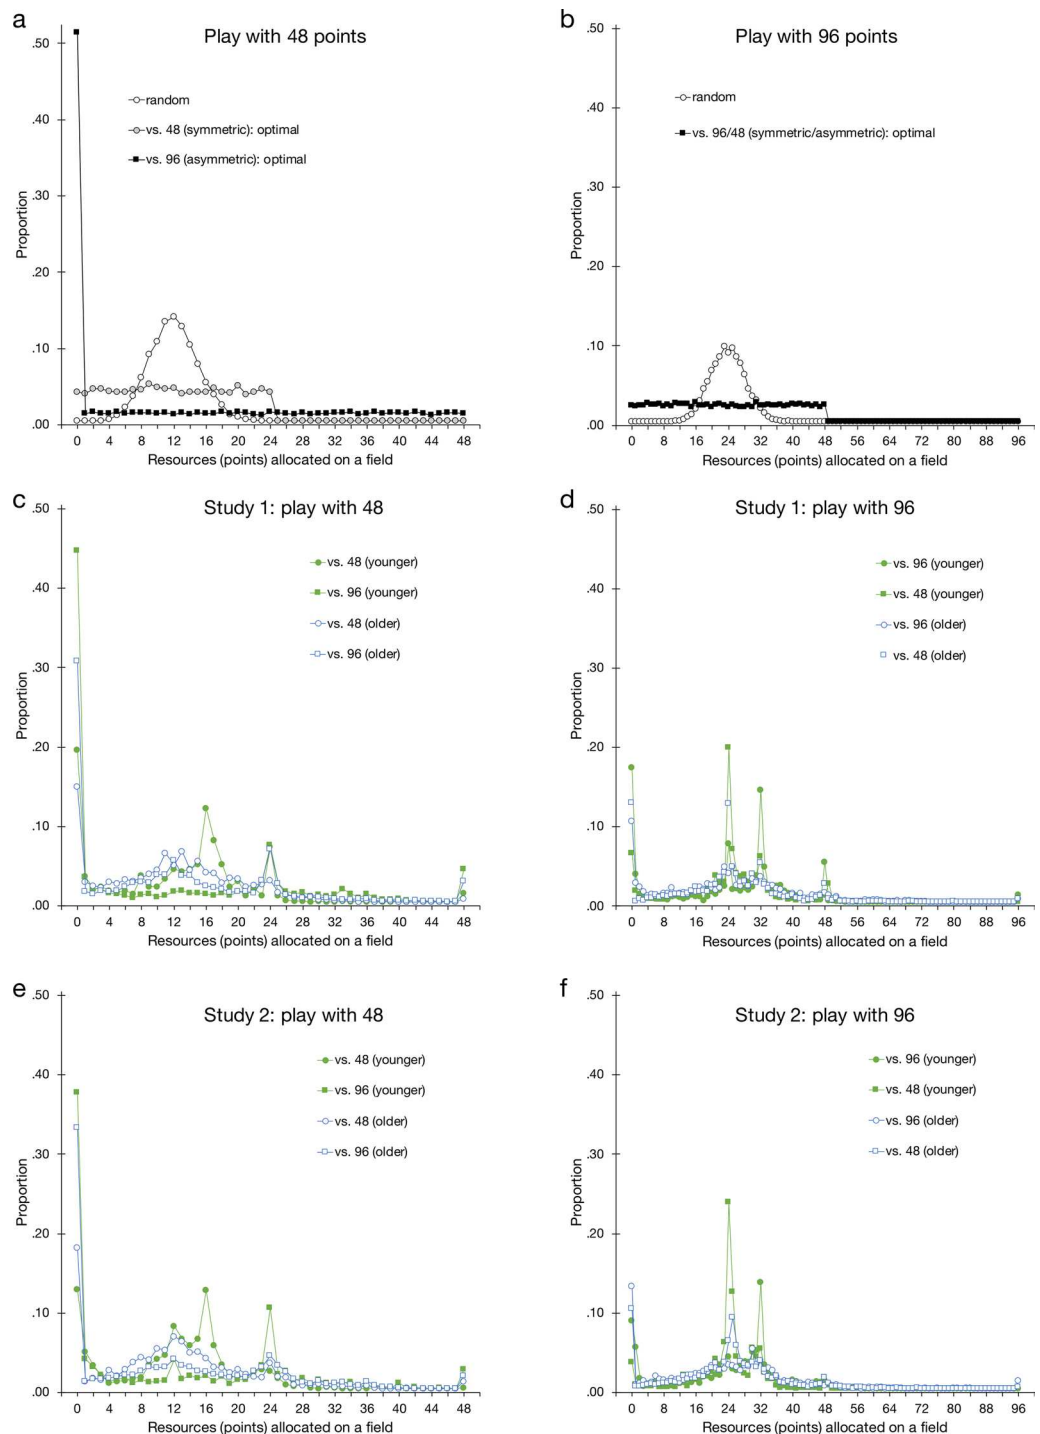 a
Play with 48 points
.50
.40
.30
.20
.10
.00
Proportion
random
vs. 48 (symmetric): optimal
vs. 96 (asymmetric): optimal
0 4 8 12 16 20 24 28 32 36 40 44 48
Resources (points) allocated on a field
b
Play with 96 points
.50
.40
.30
.20
.10
.00
Proportion
random
vs. 96/48 (symmetric/asymmetric): optimal
0 8 16 24 32 40 48 56 64 72 80 88 96
Resources (points) allocated on a field
c
Study 1: play with 48
.50
.40
.30
.20
.10
.00
Proportion
vs. 48 (younger)
vs. 96 (younger)
vs. 48 (older)
vs. 96 (older)
0 4 8 12 16 20 24 28 32 36 40 44 48
Resources (points) allocated on a field
d
Study 1: play with 96
.50
.40
.30
.20
.10
.00
Proportion
vs. 96 (younger)
vs. 48 (younger)
vs. 96 (older)
vs. 48 (older)
0 8 16 24 32 40 48 56 64 72 80 88 96
Resources (points) allocated on a field
e
Study 2: play with 48
.50
.40
.30
.20
.10
.00
Proportion
vs. 48 (younger)
vs. 96 (younger)
vs. 48 (older)
vs. 96 (older)
0 4 8 12 16 20 24 28 32 36 40 44 48
Resources (points) allocated on a field
f
Study 2: play with 96
.50
.40
.30
.20
.10
.00
Proportion
vs. 96 (younger)
vs. 48 (younger)
vs. 96 (older)
vs. 48 (older)
0 8 16 24 32 40 48 56 64 72 80 88 96
Resources (points) allocated on a field